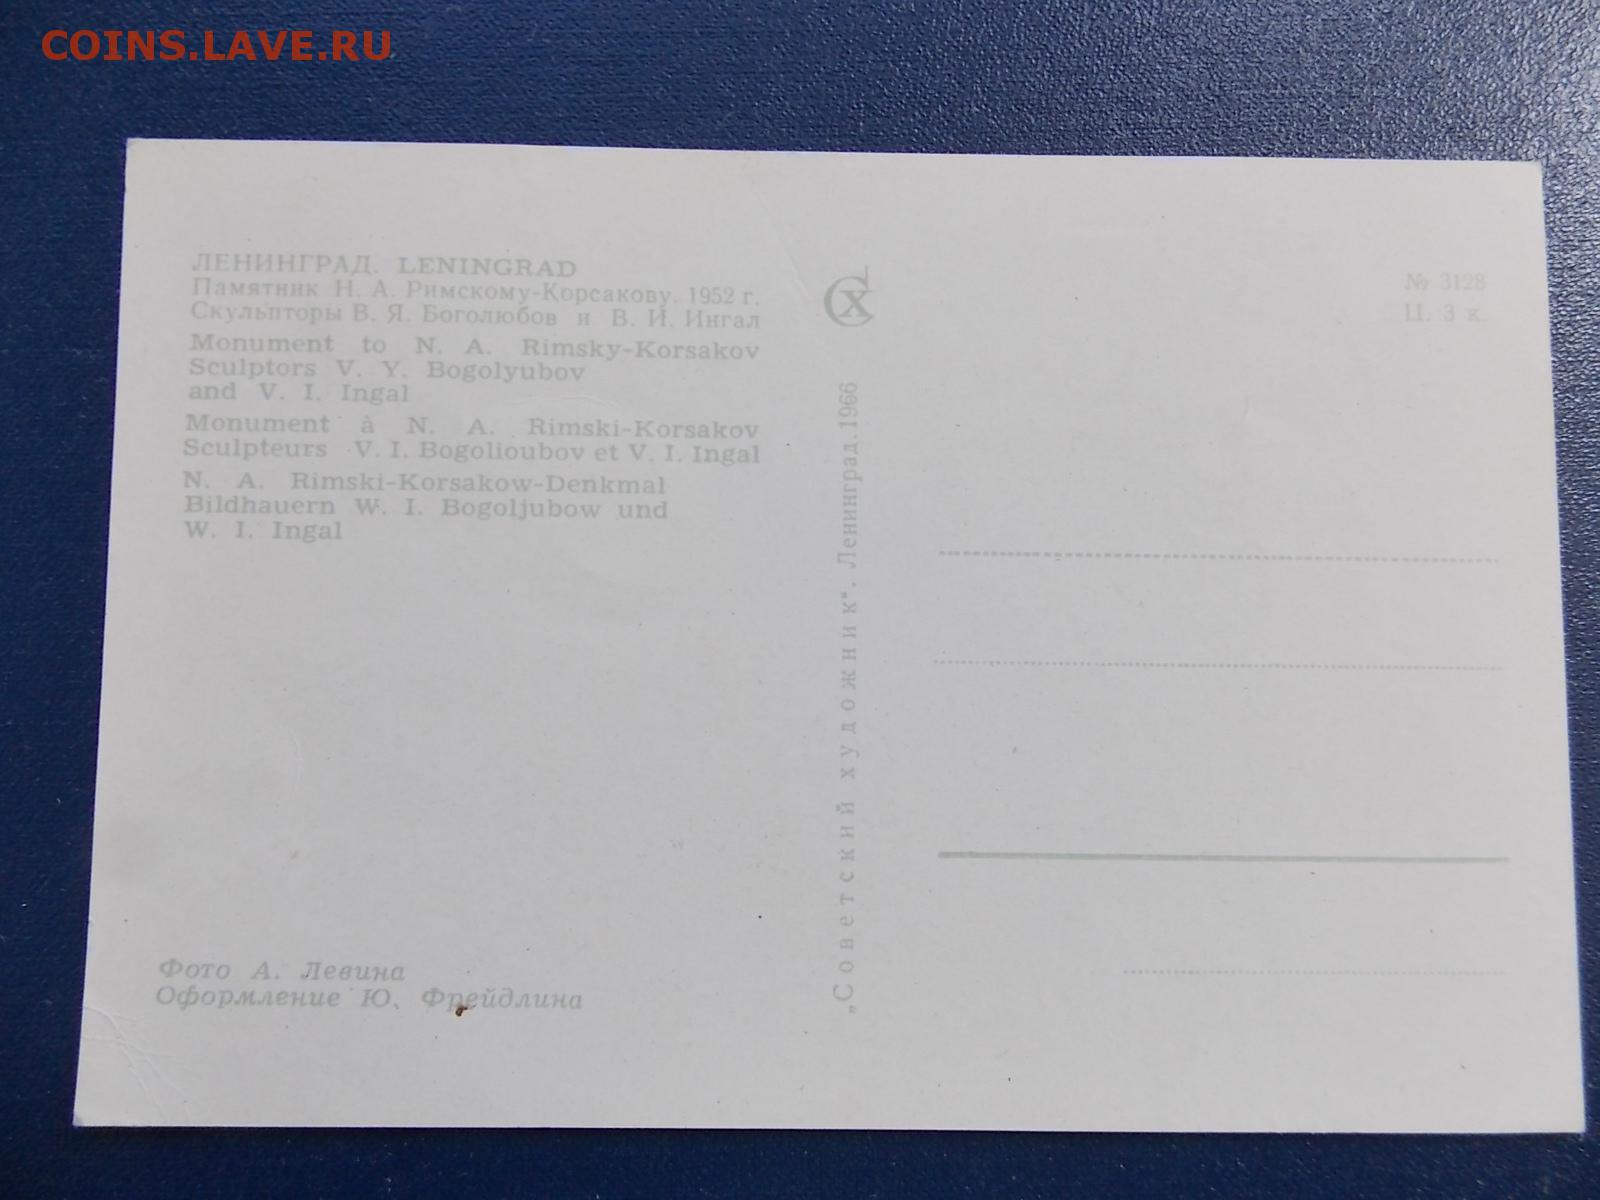 COINS.LAVE.RU
ЛЕНИНГРАД. LENINGRAD
Памятник Н. А. Римскому-Корсакову. 1952 г.
Скульпторы В. Я. Боголюбов и В. И. Ингал
Monument to N. A. Rimsky-Korsakov
Sculptors V. Y. Bogolyubov
and V. I. Ingal
Monument à N. A. Rimski-Korsakov
Sculpteurs V. I. Bogolioubov et V. I. Ingal
N. A. Rimski-Korsakow-Denkmal
Bildhauern W. I. Bogoljubow und
W. I. Ingal
Фото А. Левина
Оформление Ю. Фрейдлина
СХ
„Советский художник“. Ленинград. 1966
№ 3128
Ц. 3 к.